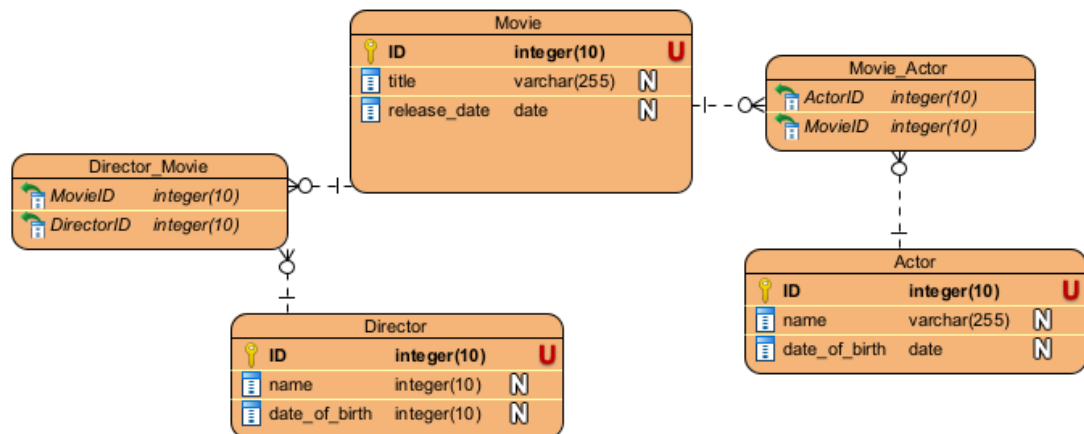 Movie
ID integer(10) U
title varchar(255) N
release_date date N
Movie_Actor
ActorID integer(10)
MovieID integer(10)
Director_Movie
MovieID integer(10)
DirectorID integer(10)
Actor
ID integer(10) U
name varchar(255) N
date_of_birth date N
Director
ID integer(10) U
name integer(10) N
date_of_birth integer(10) N